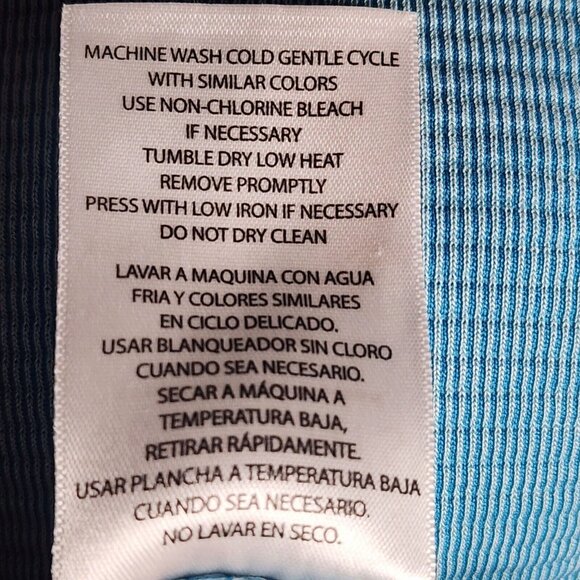 MACHINE WASH COLD GENTLE CYCLE
WITH SIMILAR COLORS
USE NON-CHLORINE BLEACH
IF NECESSARY
TUMBLE DRY LOW HEAT
REMOVE PROMPTLY
PRESS WITH LOW IRON IF NECESSARY
DO NOT DRY CLEAN
LAVAR A MAQUINA CON AGUA
FRIA Y COLORES SIMILARES
EN CICLO DELICADO.
USAR BLANQUEADOR SIN CLORO
CUANDO SEA NECESARIO.
SECAR A MÁQUINA A
TEMPERATURA BAJA,
RETIRAR RÁPIDAMENTE.
USAR PLANCHA A TEMPERATURA BAJA
CUANDO SEA NECESARIO.
NO LAVAR EN SECO.